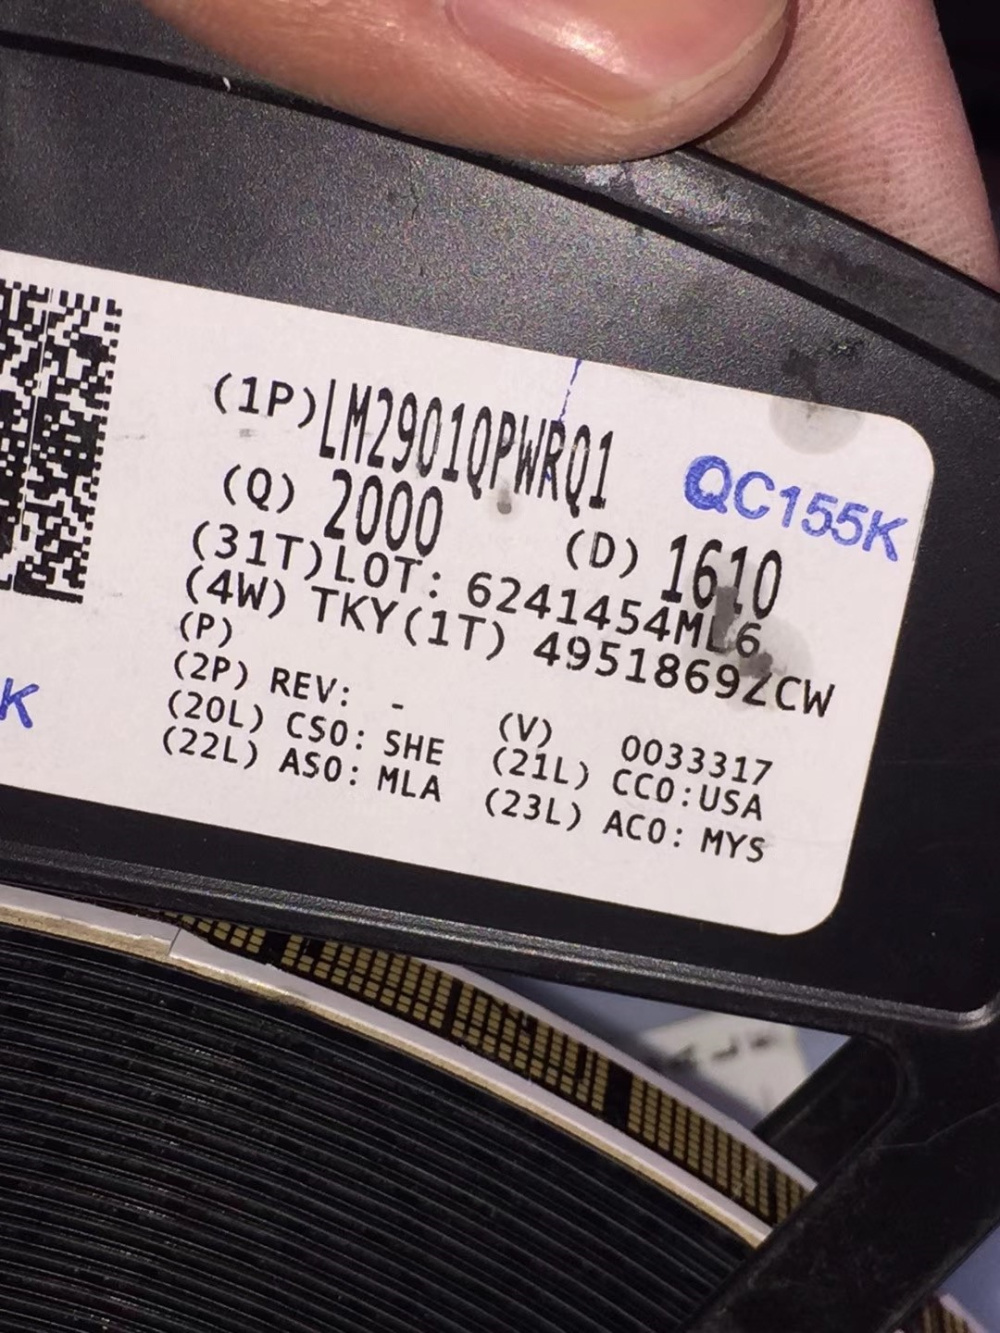 (1P)LM2901QPWRQ1
QC155K
(Q) 2000 (D) 1610
(31T)LOT: 6241454ML6
(4W) TKY(1T) 4951869ZCW
(P)
(2P) REV: - (V) 0033317
(20L) CSO: SHE (21L) CCO:USA
(22L) ASO: MLA (23L) ACO: MYS
K